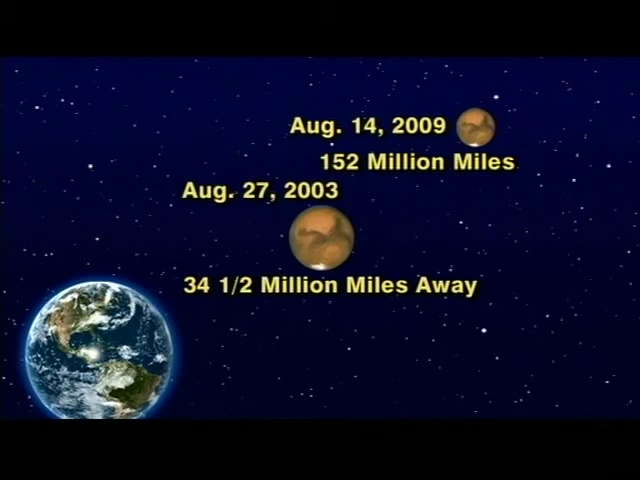 Aug. 14, 2009
152 Million Miles
Aug. 27, 2003
34 1/2 Million Miles Away